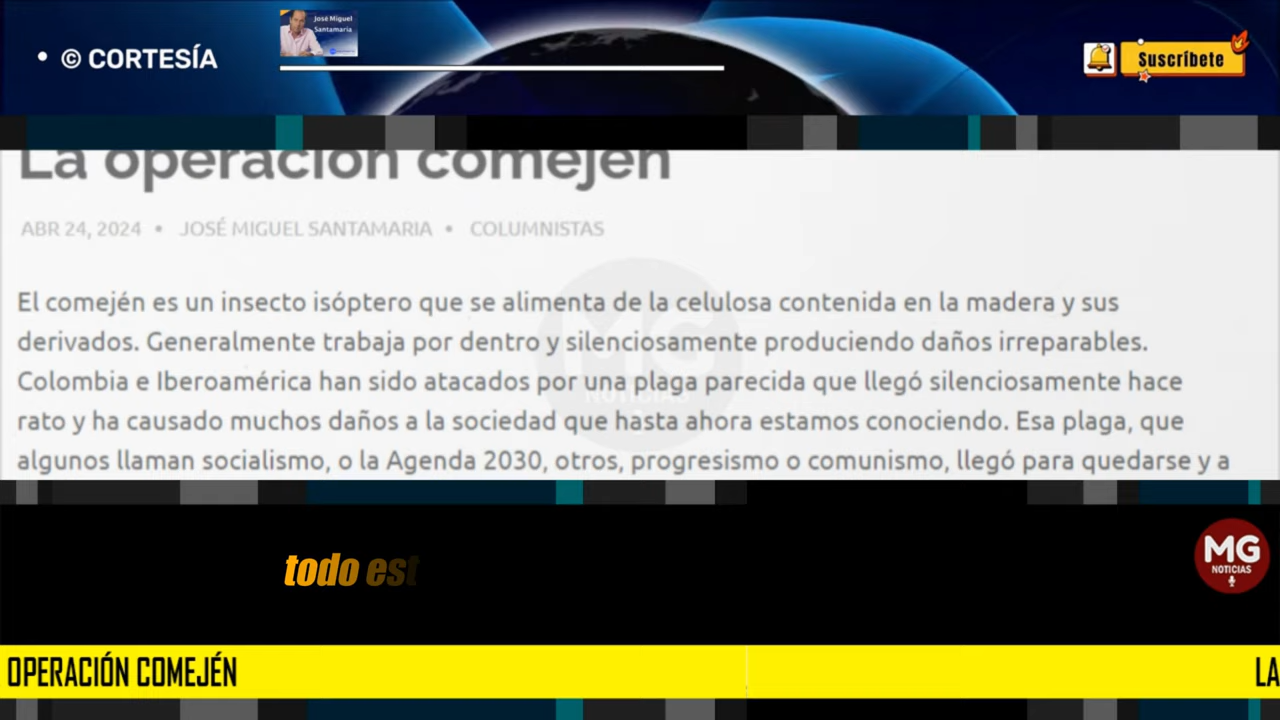 • © CORTESÍA
José Miguel
Santamaría
Suscríbete
La operación comején
ABR 24, 2024 • JOSÉ MIGUEL SANTAMARIA • COLUMNISTAS
El comején es un insecto isóptero que se alimenta de la celulosa contenida en la madera y sus
derivados. Generalmente trabaja por dentro y silenciosamente produciendo daños irreparables.
Colombia e Iberoamérica han sido atacados por una plaga parecida que llegó silenciosamente hace
rato y ha causado muchos daños a la sociedad que hasta ahora estamos conociendo. Esa plaga, que
algunos llaman socialismo, o la Agenda 2030, otros, progresismo o comunismo, llegó para quedarse y a
MG
NOTICIAS
todo est
MG
NOTICIAS
OPERACIÓN COMEJÉN
LA